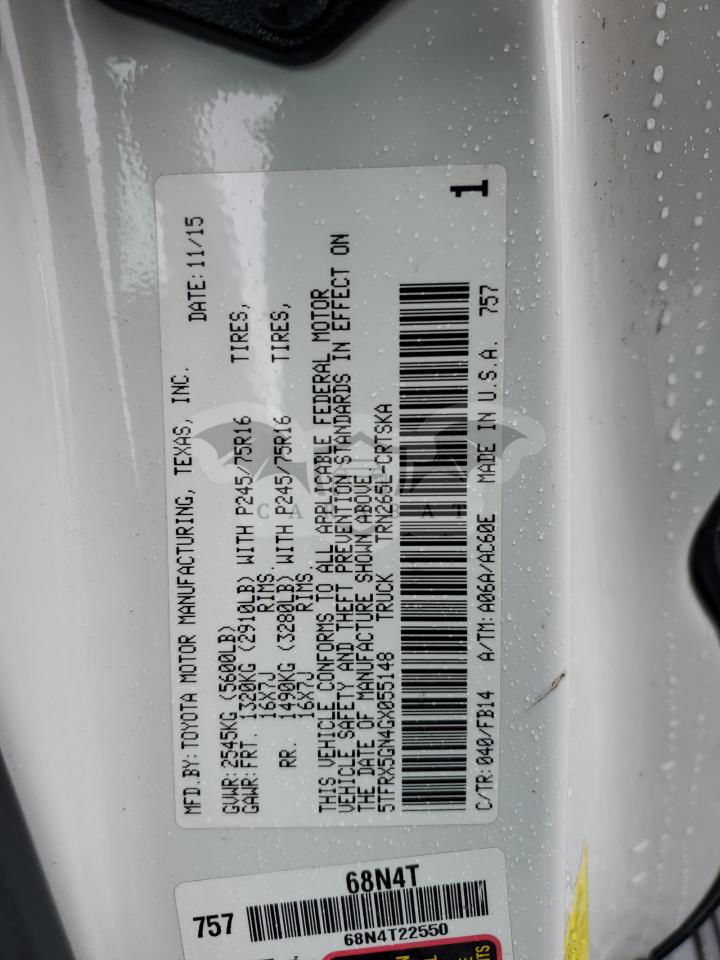 MFD.BY:TOYOTA MOTOR MANUFACTURING, TEXAS, INC. DATE:11/15
GVWR:2545KG (5600LB)
GAWR:FRT. 1320KG (2910LB) WITH P245/75R16 TIRES,
16X7J RIMS.
RR. 1490KG (3280LB) WITH P245/75R16 TIRES,
16X7J RIMS.
THIS VEHICLE CONFORMS TO ALL APPLICABLE FEDERAL MOTOR
VEHICLE SAFETY AND THEFT PREVENTION STANDARDS IN EFFECT ON
THE DATE OF MANUFACTURE SHOWN ABOVE.
5TFRX5GN4GX055148 TRUCK TRN265L-CRTSKA
1
C/TR:040/FB14 A/TM:A06A/AC60E MADE IN U.S.A. 757
CAR BAT
68N4T
757
68N4T22550